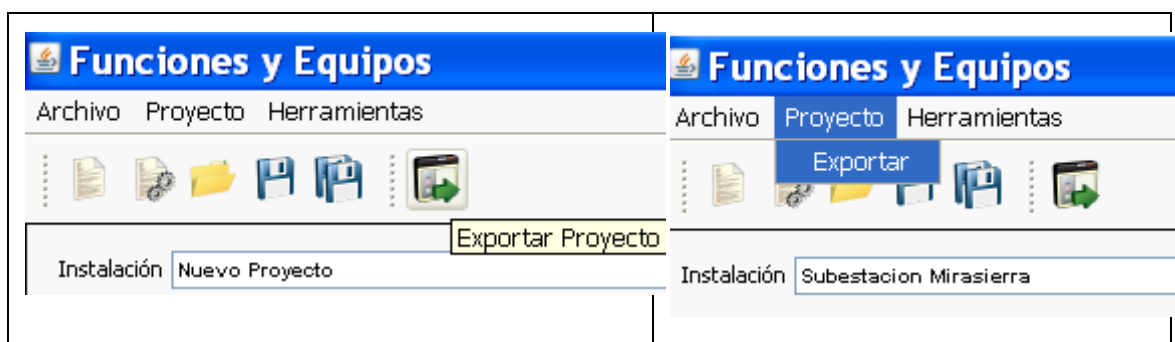 Funciones y Equipos
Archivo Proyecto Herramientas
Exportar Proyecto
Instalación Nuevo Proyecto
Funciones y Equipos
Archivo Proyecto Herramientas
Exportar
Instalación Subestacion Mirasierra